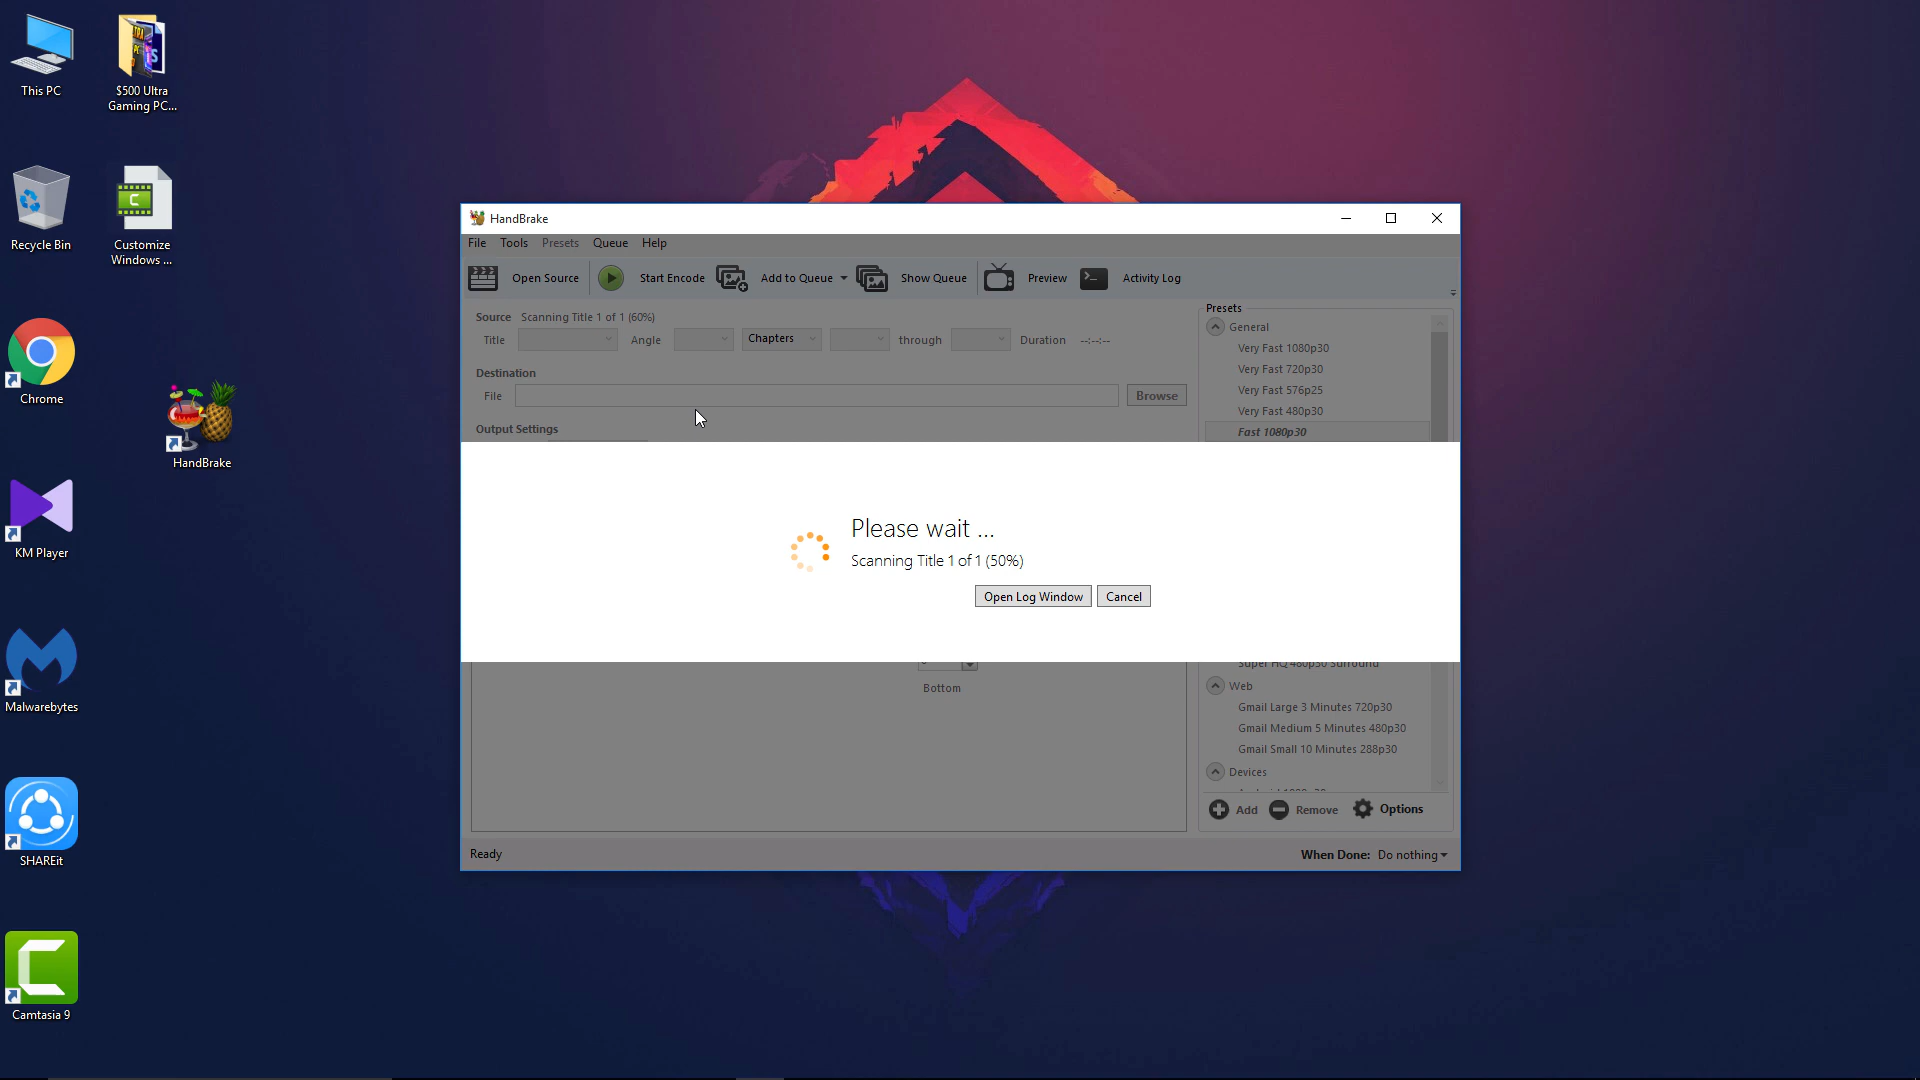 This PC
$500 Ultra
Gaming PC...
Recycle Bin
Customize
Windows ...
Chrome
HandBrake
KM Player
Malwarebytes
SHAREit
Camtasia 9
HandBrake
File Tools Presets Queue Help
Open Source Start Encode Add to Queue Show Queue Preview Activity Log
Source Scanning Title 1 of 1 (60%)
Title Angle Chapters through Duration --:--:--
Destination
File Browse
Output Settings
Presets
General
Very Fast 1080p30
Very Fast 720p30
Very Fast 576p25
Very Fast 480p30
Fast 1080p30
Please wait ...
Scanning Title 1 of 1 (50%)
Open Log Window Cancel
Bottom
Super HQ 480p30 Surround
Web
Gmail Large 3 Minutes 720p30
Gmail Medium 5 Minutes 480p30
Gmail Small 10 Minutes 288p30
Devices
Add Remove Options
Ready
When Done: Do nothing